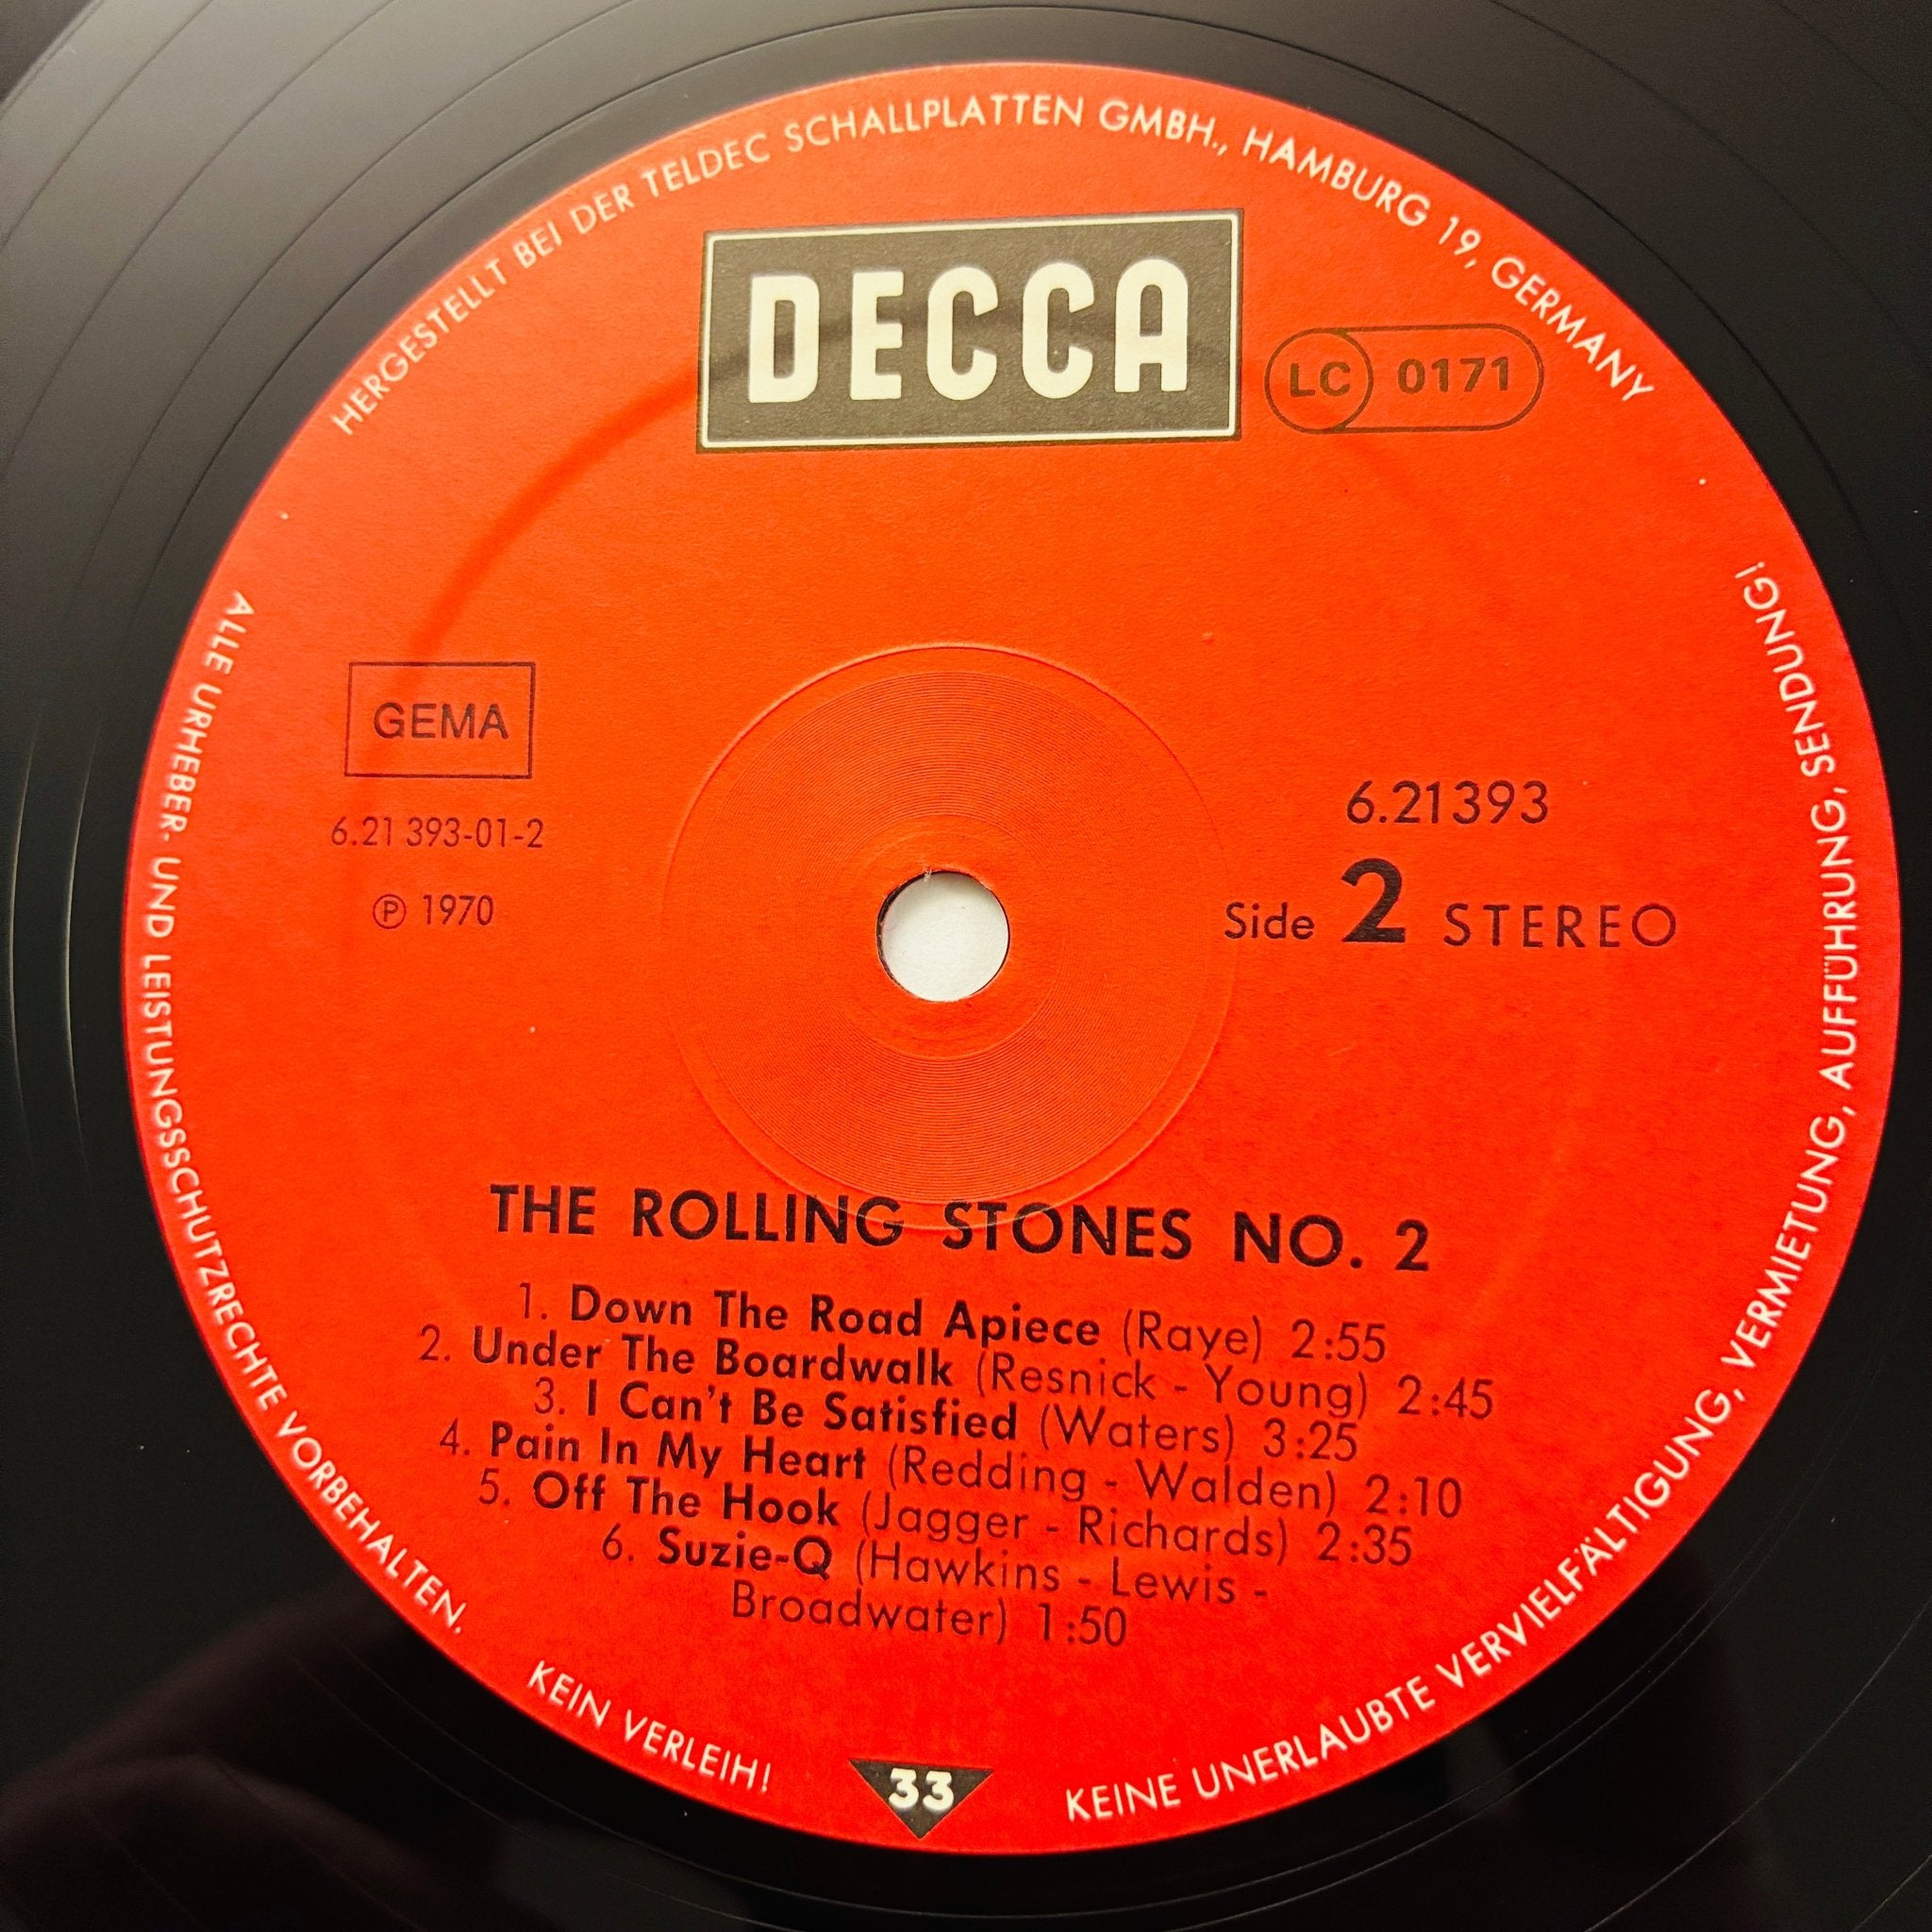 HERGESTELLT BEI DER TELDEC SCHALLPLATTEN GMBH., HAMBURG 19, GERMANY
DECCA
LC 0171
GEMA
6.21 393-01-2
℗ 1970
6.21393
Side 2 STEREO
THE ROLLING STONES NO. 2
1. Down The Road Apiece (Raye) 2:55
2. Under The Boardwalk (Resnick - Young) 2:45
3. I Can't Be Satisfied (Waters) 3:25
4. Pain In My Heart (Redding - Walden) 2:10
5. Off The Hook (Jagger - Richards) 2:35
6. Suzie-Q (Hawkins - Lewis -
Broadwater) 1:50
ALLE URHEBER- UND LEISTUNGSSCHUTZRECHTE VORBEHALTEN.
KEIN VERLEIH!
33
KEINE UNERLAUBTE VERVIELFÄLTIGUNG, VERMIETUNG, AUFFÜHRUNG, SENDUNG!